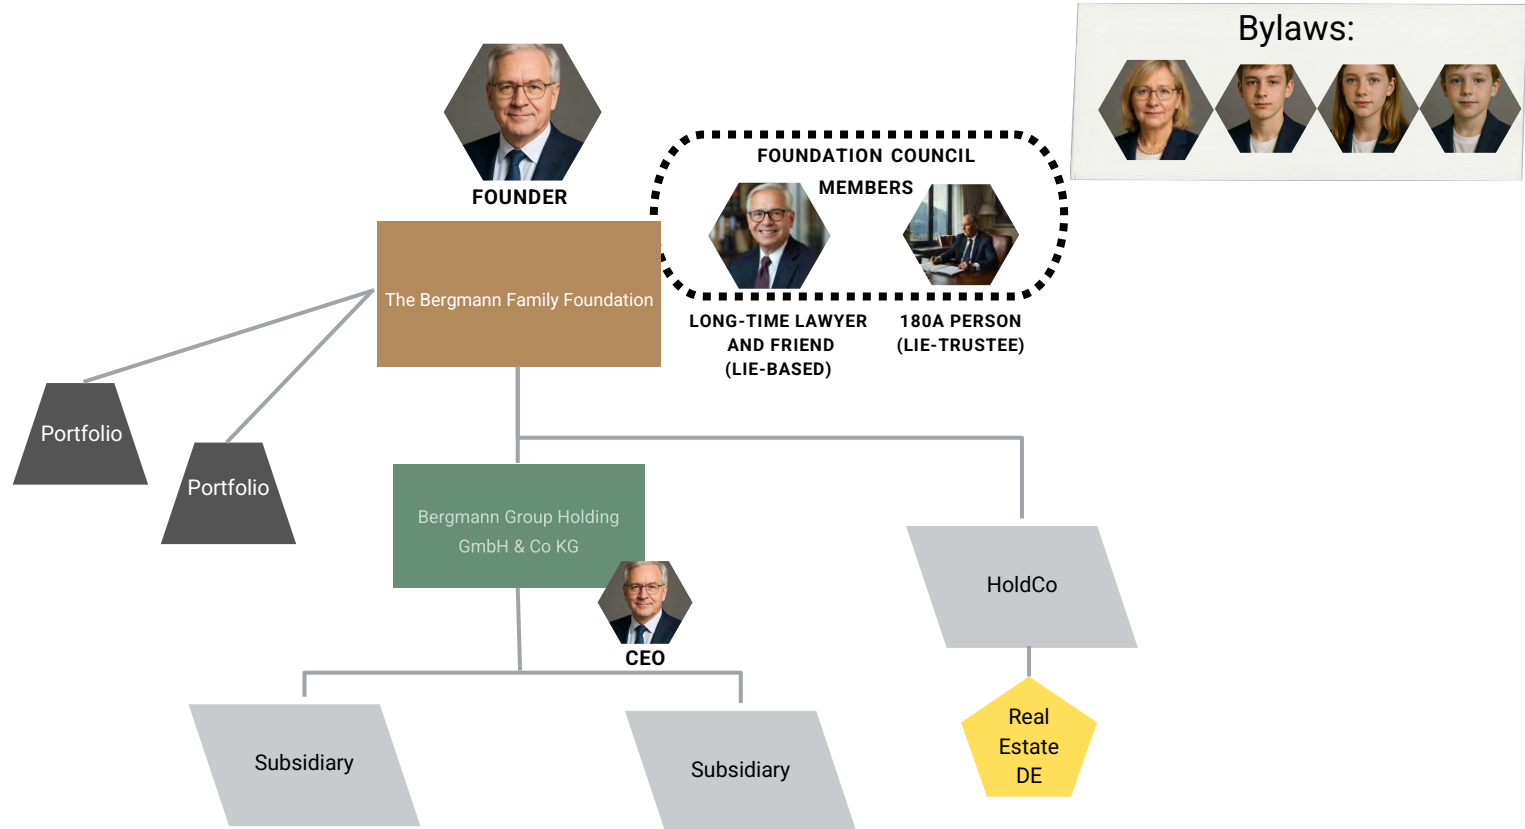 Bylaws:
FOUNDER
FOUNDATION COUNCIL
MEMBERS
The Bergmann Family Foundation
LONG-TIME LAWYER
AND FRIEND
(LIE-BASED)
180A PERSON
(LIE-TRUSTEE)
Portfolio
Portfolio
Bergmann Group Holding
GmbH & Co KG
CEO
HoldCo
Real
Estate
DE
Subsidiary
Subsidiary